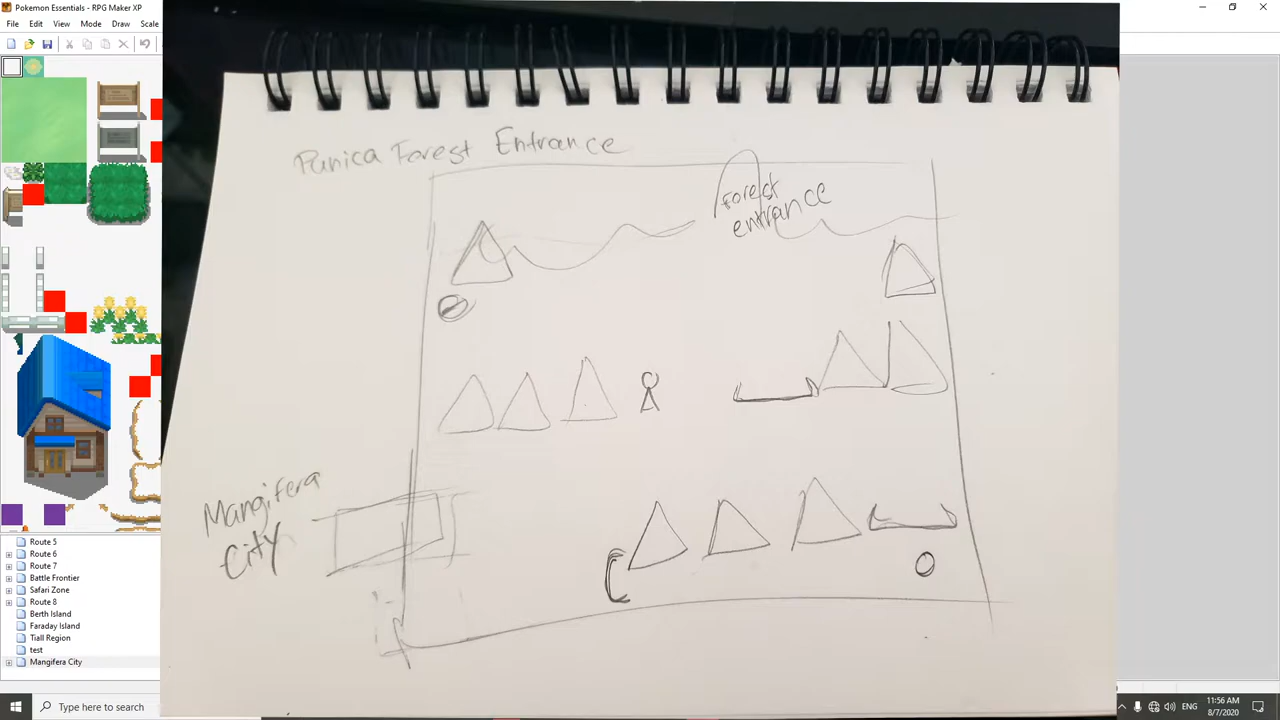 Pokemon Essentials - RPG Maker XP
File Edit View Mode Draw Scale
Punica Forest Entrance
forest
entrance
Mangifera
City
Route 5
Route 6
Route 7
Battle Frontier
Safari Zone
Route 8
Berth Island
Faraday Island
Tiall Region
test
Mangifera City
Type here to search
ENG
11:56 AM
8/7/2020